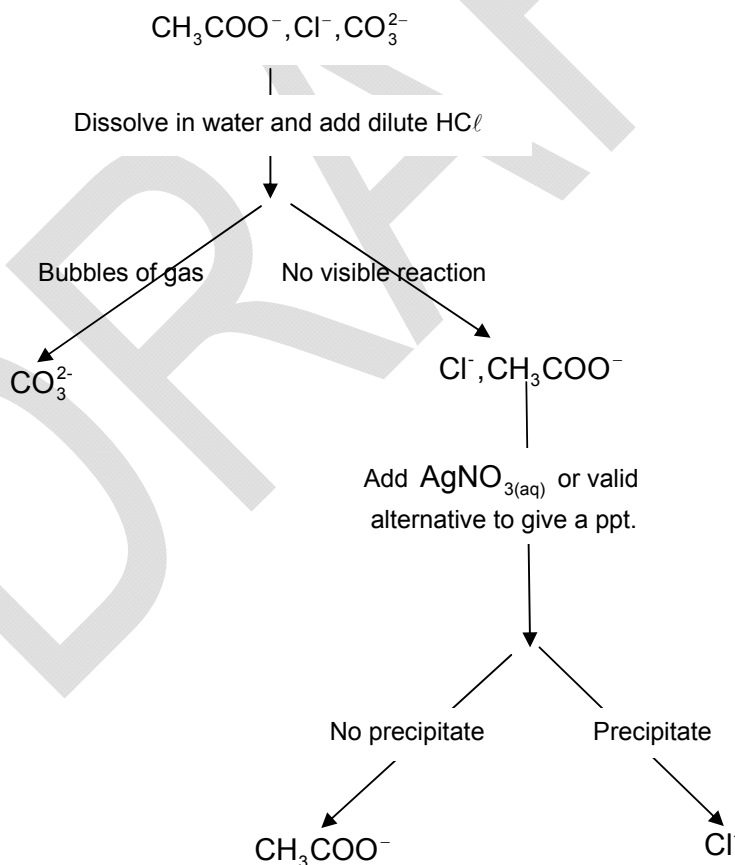 CH₃COO⁻,Cl⁻,CO₃²⁻
Dissolve in water and add dilute HCℓ
Bubbles of gas
No visible reaction
CO₃²⁻
Cl⁻,CH₃COO⁻
Add AgNO₃₍aq₎ or valid
alternative to give a ppt.
No precipitate
Precipitate
CH₃COO⁻
Cl